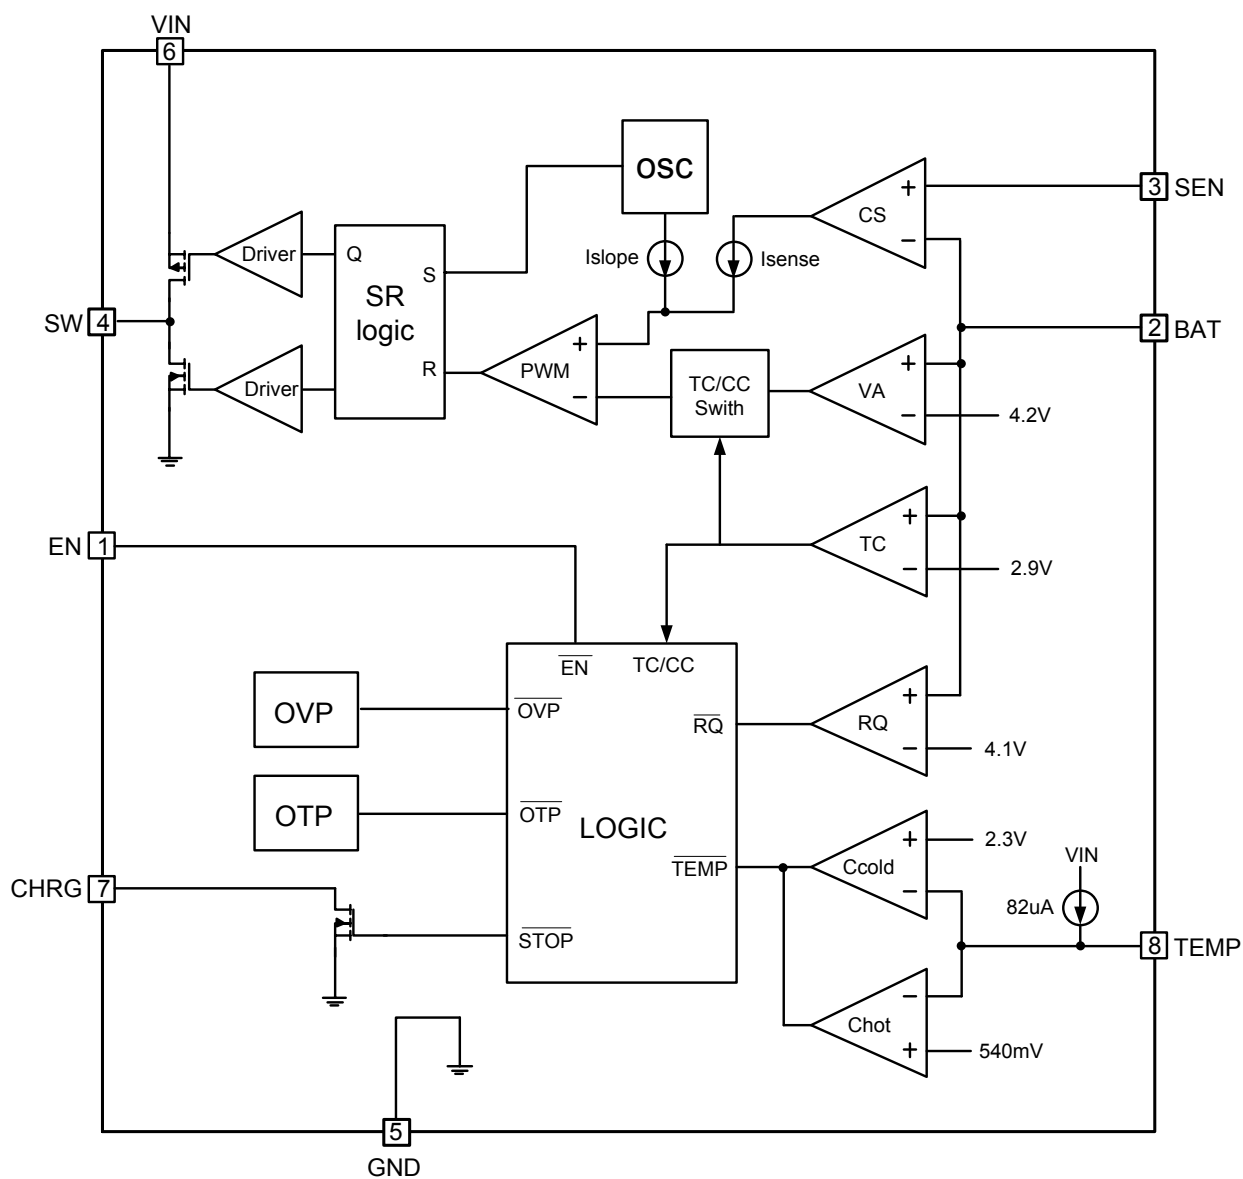 VIN
6
OSC
+
CS
−
3
SEN
Driver
Q
S
SR
logic
R
Islope
Isense
SW
4
2
BAT
Driver
+
PWM
−
TC/CC
Swith
+
VA
−
4.2V
EN
1
+
TC
−
2.9V
EN
TC/CC
OVP
OVP
RQ
+
RQ
−
4.1V
OTP
OTP
LOGIC
TEMP
+
Ccold
−
2.3V
VIN
82uA
CHRG
7
STOP
8
TEMP
−
Chot
+
540mV
5
GND